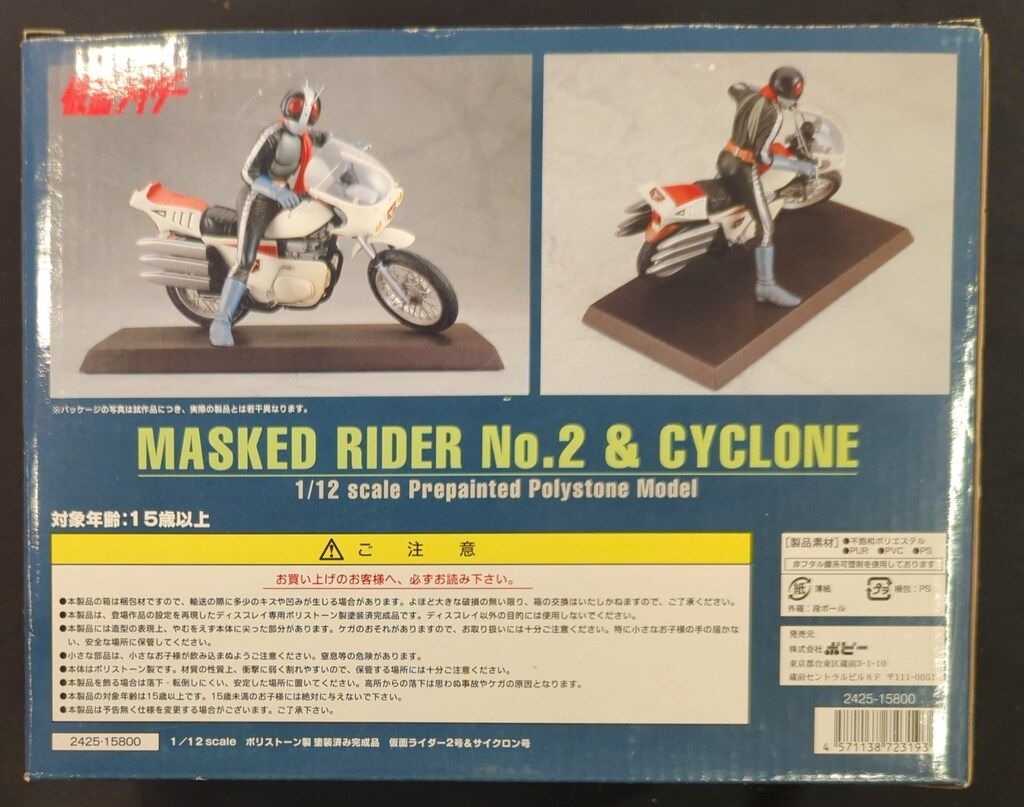 仮面ライダー
※パッケージの写真は試作品につき、実際の製品とは若干異なります。
MASKED RIDER No.2 & CYCLONE
1/12 scale Prepainted Polystone Model
対象年齢:15歳以上
ご 注 意
お買い上げのお客様へ、必ずお読み下さい。
●本製品の箱は梱包材ですので、輸送の際に多少のキズや凹みが生じる場合があります。よほど大きな破損の無い限り、箱の交換はいたしかねますので、ご了承ください。
●本製品は、登場作品の設定を再現したディスプレイ専用ポリストーン製塗装済完成品です。ディスプレイ以外の目的には使用しないでください。
●本製品には造型の表現上、やむをえず本体に尖った部分があります。ケガのおそれがありますので、お取り扱いには十分ご注意ください。特に小さなお子様の手の届かな
い、安全な場所に保管してください。
●小さな部品は、小さなお子様が飲み込まぬようご注意ください。窒息等の危険があります。
●本体はポリストーン製です。材質の性質上、衝撃に弱く割れやすいので、保管する場所には十分ご注意ください。
●本製品を飾る場合は落下・転倒しにくい、安定した場所に置いてください。高所からの落下は思わぬ事故やケガの原因となります。
●本製品の対象年齢は15歳以上です。15歳未満のお子様には絶対に与えないで下さい。
●本製品は予告無く仕様を変更する場合がございます。ご了承下さい。
[製品素材] ●不飽和ポリエステル
●PUR ●PVC ●PS
非フタル酸系可塑剤を使用しております
紙 薄紙 プラ 梱包:PS
外箱:段ボール
発売元
株式会社 ポピー
東京都台東区蔵前3-1-10
蔵前セントラルビル8F 〒111-0051
2425-15800
4 571138 723193
2425-15800 1/12 scale ポリストーン製 塗装済み完成品 仮面ライダー2号&サイクロン号